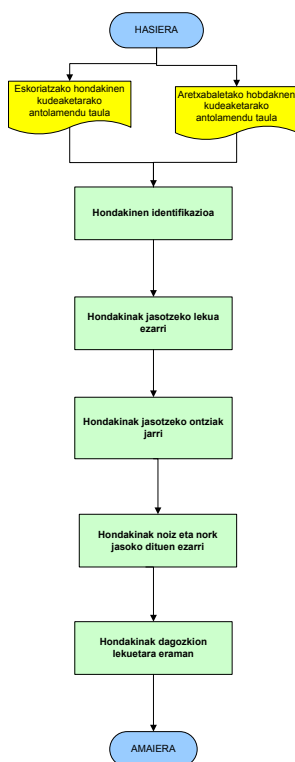 HASIERA
Eskoriatzako hondakinen
kudeaketarako
antolamendu taula
Aretxabaletako hobdaknen
kudeaketarako
antolamendu taula
Hondakinen identifikazioa
Hondakinak jasotzeko lekua
ezarri
Hondakinak jasotzeko ontziak
jarri
Hondakinak noiz eta nork
jasoko dituen ezarri
Hondakinak dagozkion
lekuetara eraman
AMAIERA